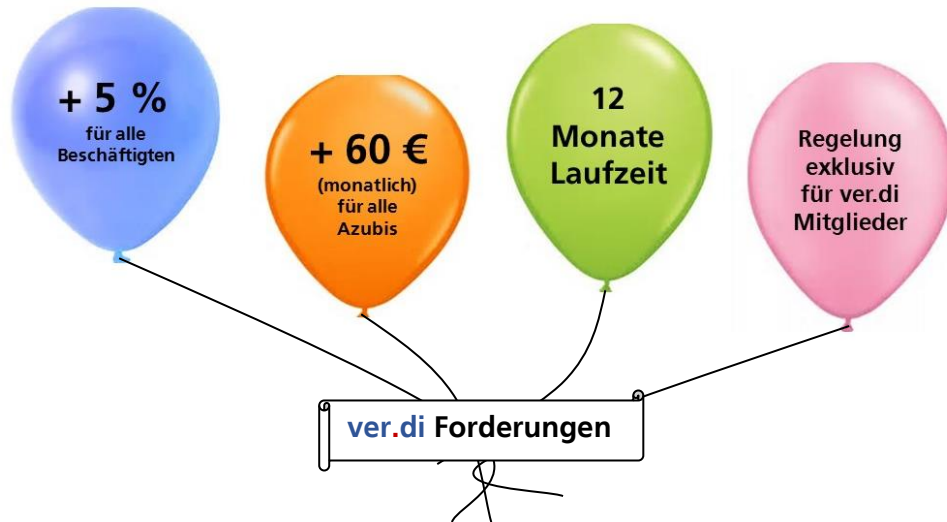 + 5 %
für alle
Beschäftigten
+ 60 €
(monatlich)
für alle
Azubis
12
Monate
Laufzeit
Regelung
exklusiv
für ver.di
Mitglieder
ver.di Forderungen